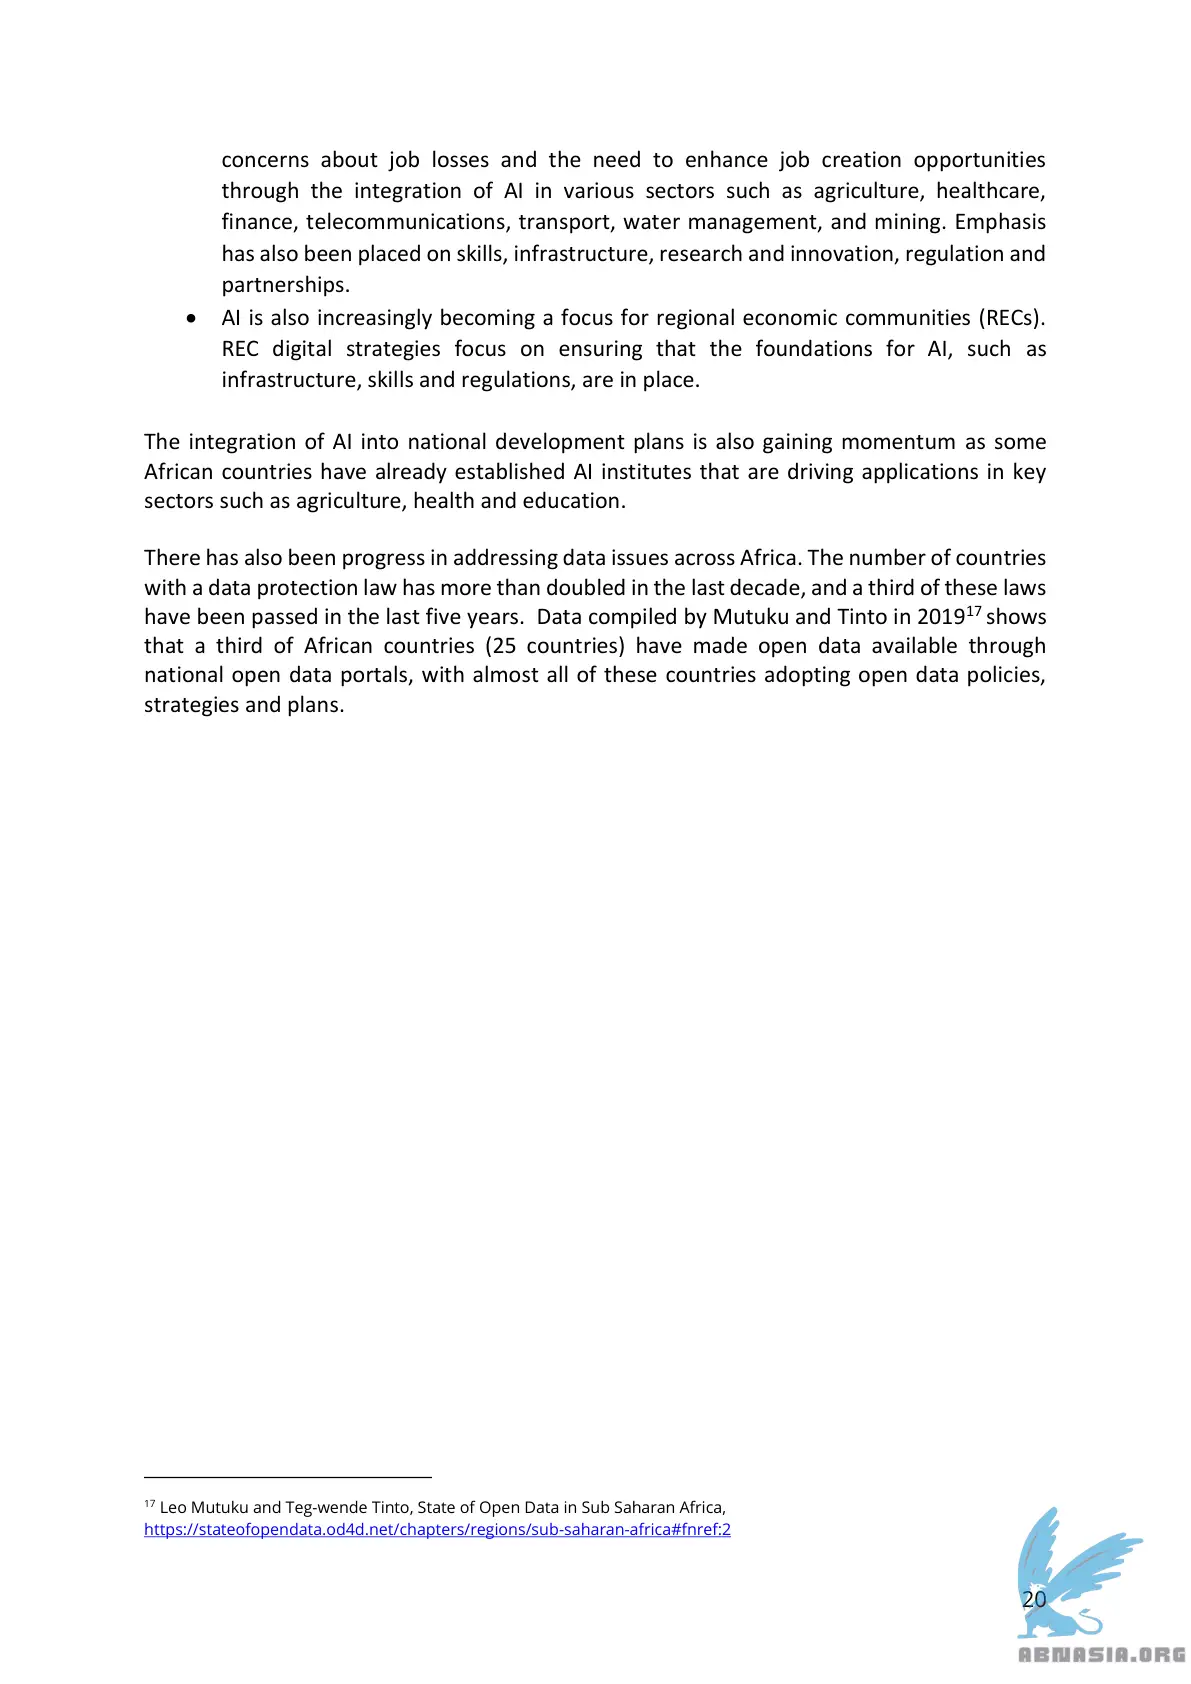 concerns about job losses and the need to enhance job creation opportunities
through the integration of AI in various sectors such as agriculture, healthcare,
finance, telecommunications, transport, water management, and mining. Emphasis
has also been placed on skills, infrastructure, research and innovation, regulation and
partnerships.
• AI is also increasingly becoming a focus for regional economic communities (RECs).
REC digital strategies focus on ensuring that the foundations for AI, such as
infrastructure, skills and regulations, are in place.
The integration of AI into national development plans is also gaining momentum as some
African countries have already established AI institutes that are driving applications in key
sectors such as agriculture, health and education.
There has also been progress in addressing data issues across Africa. The number of countries
with a data protection law has more than doubled in the last decade, and a third of these laws
have been passed in the last five years.  Data compiled by Mutuku and Tinto in 2019¹⁷ shows
that a third of African countries (25 countries) have made open data available through
national open data portals, with almost all of these countries adopting open data policies,
strategies and plans.
¹⁷ Leo Mutuku and Teg-wende Tinto, State of Open Data in Sub Saharan Africa,
https://stateofopendata.od4d.net/chapters/regions/sub-saharan-africa#fnref:2
20
ABNASIA.ORG